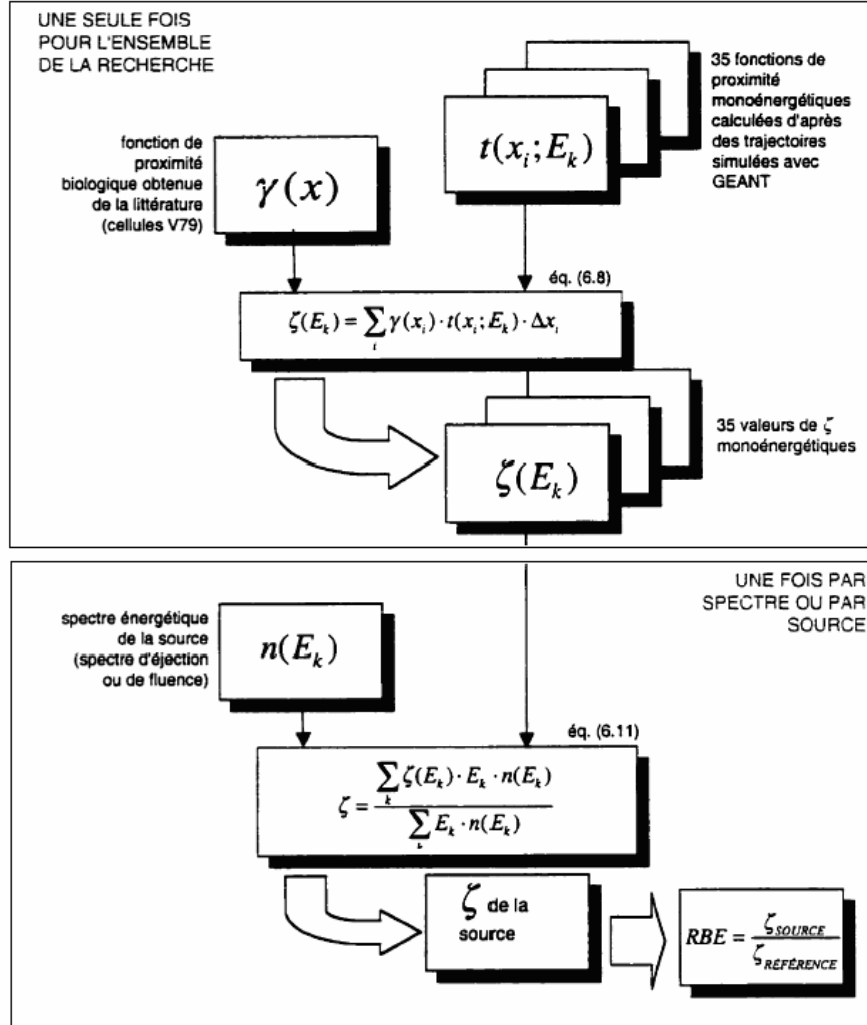 UNE SEULE FOIS
POUR L'ENSEMBLE
DE LA RECHERCHE
fonction de
proximité
biologique obtenue
de la littérature
(cellules V79)
γ(x)
t(x_i;E_k)
35 fonctions de
proximité
monoénergétiques
calculées d'après
des trajectoires
simulées avec
GEANT
éq. (6.8)
ζ(E_k) = ∑_i γ(x_i)·t(x_i;E_k)·Δx_i
ζ(E_k)
35 valeurs de ζ
monoénergétiques
UNE FOIS PAR
SPECTRE OU PAR
SOURCE
spectre énergétique
de la source
(spectre d'éjection
ou de fluence)
n(E_k)
éq. (6.11)
ζ = ∑_k ζ(E_k)·E_k·n(E_k) / ∑_k E_k·n(E_k)
ζ de la
source
RBE = ζ_SOURCE / ζ_RÉFÉRENCE